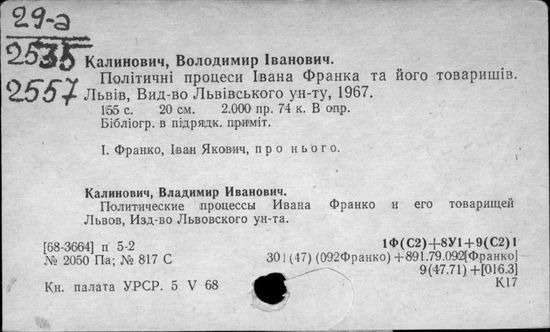 29-а
2535
2557
Калинович, Володимир Іванович.
Політичні процеси Івана Франка та його товаришів.
Львів, Вид-во Львівського ун-ту, 1967.
155 с. 20 см. 2.000 пр. 74 к. В опр.
Бібліогр. в підрядк. приміт.
І. Франко, Іван Якович, про нього.
Калинович, Владимир Иванович.
Политические процессы Ивана Франко и его товарищей
Львов, Изд-во Львовского ун-та.
[68-3664] п 5-2
№ 2050 Па; № 817 С
Кн. палата УРСР. 5 V 68
1Ф(С2)+8У1+9(С2)1
301(47)(092Франко)+891.79.092[Франко]
9(47.71)+[016.3]
К17